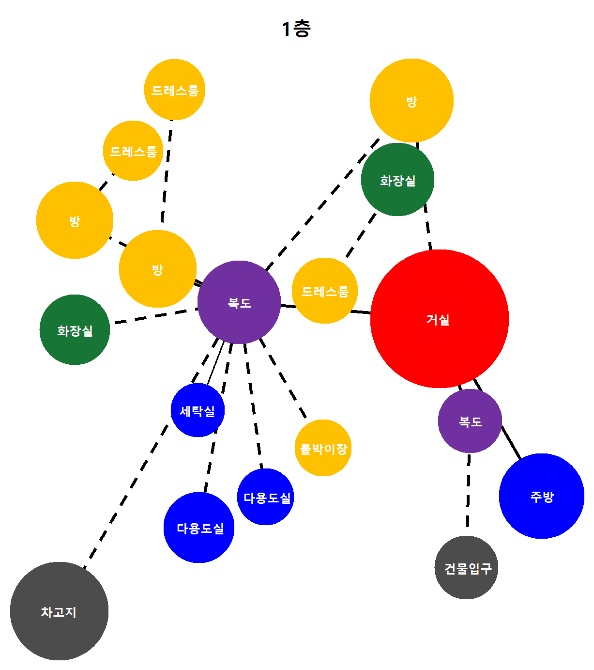 1층
드레스룸
방
드레스룸
화장실
방
방
드레스룸
복도
거실
화장실
세탁실
복도
붙박이장
다용도실
주방
다용도실
건물입구
차고지